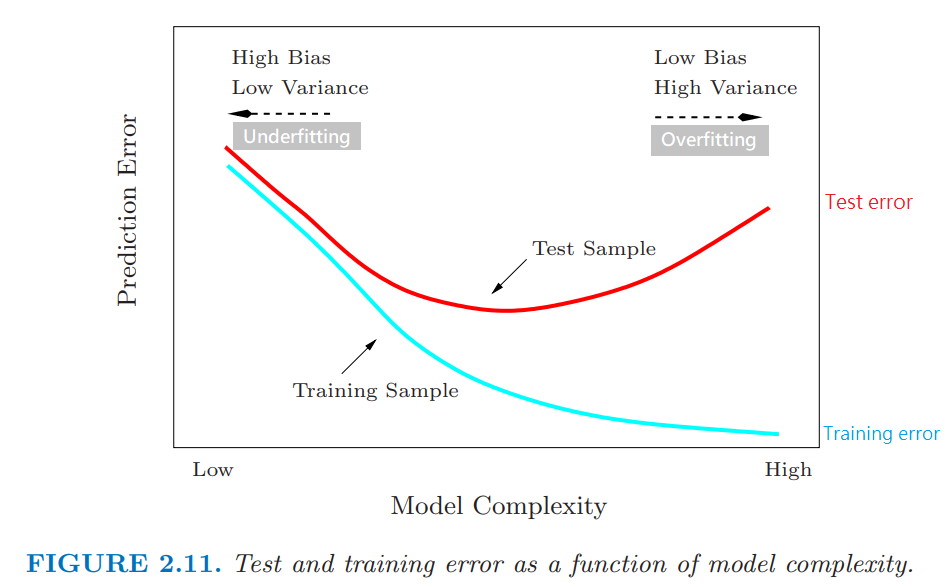 High Bias
Low Variance
Underfitting
Low Bias
High Variance
Overfitting
Prediction Error
Test error
Test Sample
Training Sample
Training error
Low
High
Model Complexity
FIGURE 2.11. Test and training error as a function of model complexity.